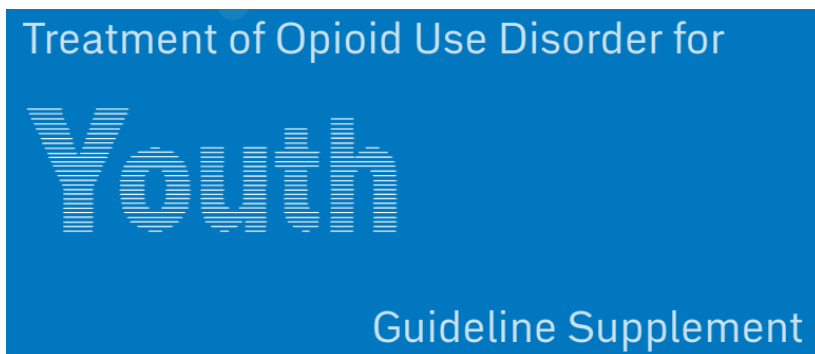 Treatment of Opioid Use Disorder for
Youth
Guideline Supplement